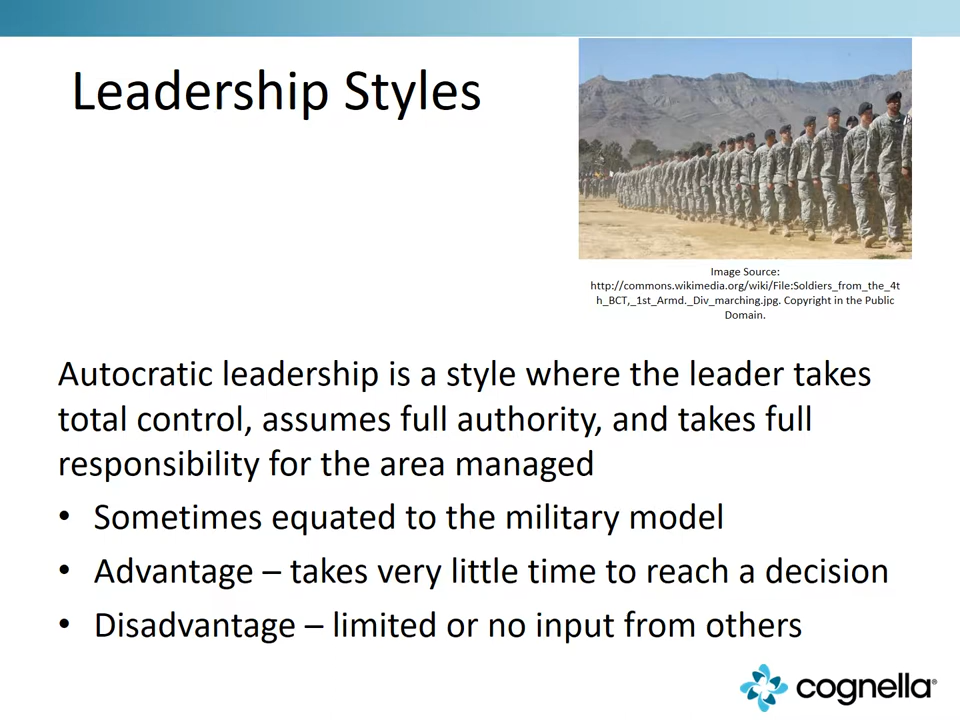 Leadership Styles
Image Source:
http://commons.wikimedia.org/wiki/File:Soldiers_from_the_4t
h_BCT,_1st_Armd._Div_marching.jpg. Copyright in the Public
Domain.
Autocratic leadership is a style where the leader takes
total control, assumes full authority, and takes full
responsibility for the area managed
• Sometimes equated to the military model
• Advantage – takes very little time to reach a decision
• Disadvantage – limited or no input from others
cognella®